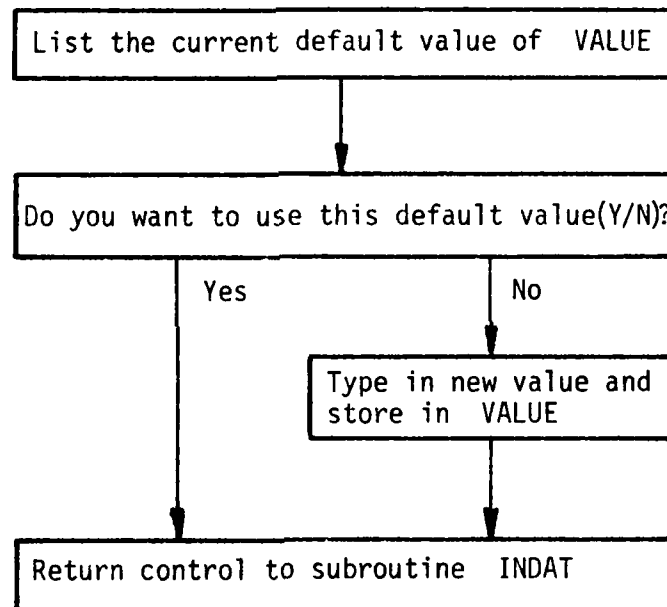 List the current default value of VALUE
Do you want to use this default value(Y/N)?
Yes
No
Type in new value and
store in VALUE
Return control to subroutine INDAT